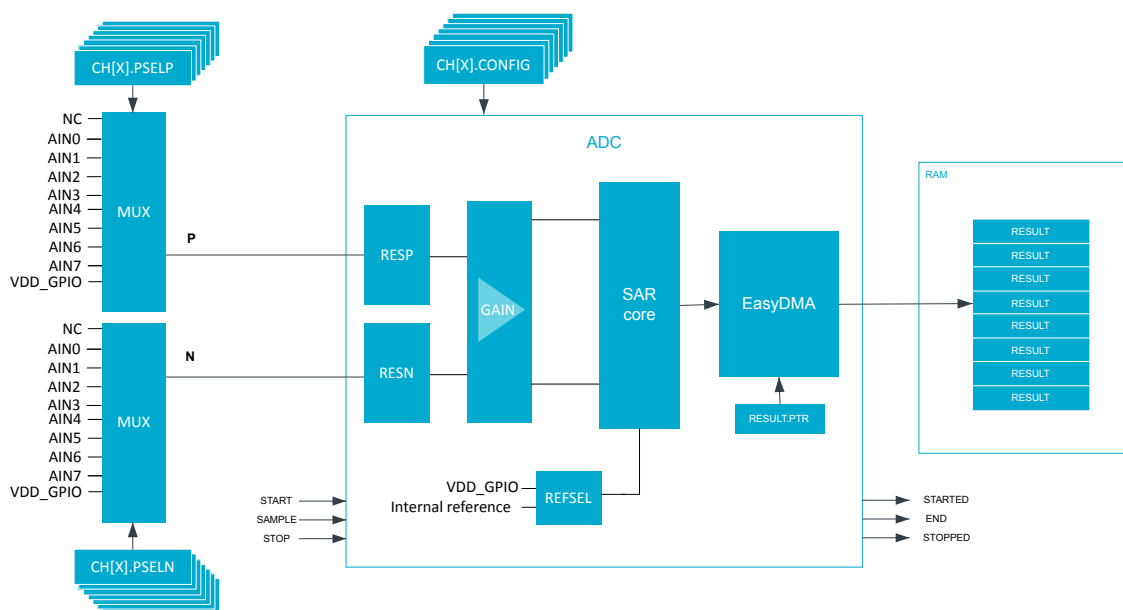 CH[X].PSELP
CH[X].CONFIG
NC
AIN0
AIN1
AIN2
AIN3
AIN4
AIN5
AIN6
AIN7
VDD_GPIO
MUX
P
ADC
RESP
GAIN
SAR
core
EasyDMA
RESULT.PTR
RAM
RESULT
RESULT
RESULT
RESULT
RESULT
RESULT
RESULT
RESULT
NC
AIN0
AIN1
AIN2
AIN3
AIN4
AIN5
AIN6
AIN7
VDD_GPIO
MUX
N
RESN
VDD_GPIO
Internal reference
REFSEL
START
SAMPLE
STOP
STARTED
END
STOPPED
CH[X].PSELN